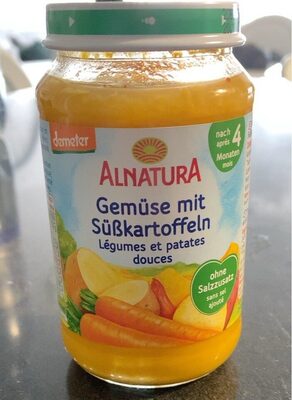 demeter
nach
après
4
Monaten
mois
ALNATURA
Gemüse mit
Süßkartoffeln
Légumes et patates
douces
ohne
Salzzusatz
sans sel
ajouté